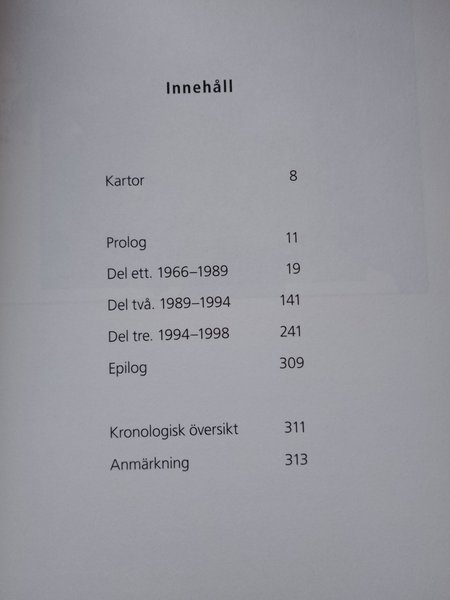 Innehåll
Kartor 8
Prolog 11
Del ett. 1966–1989 19
Del två. 1989–1994 141
Del tre. 1994–1998 241
Epilog 309
Kronologisk översikt 311
Anmärkning 313